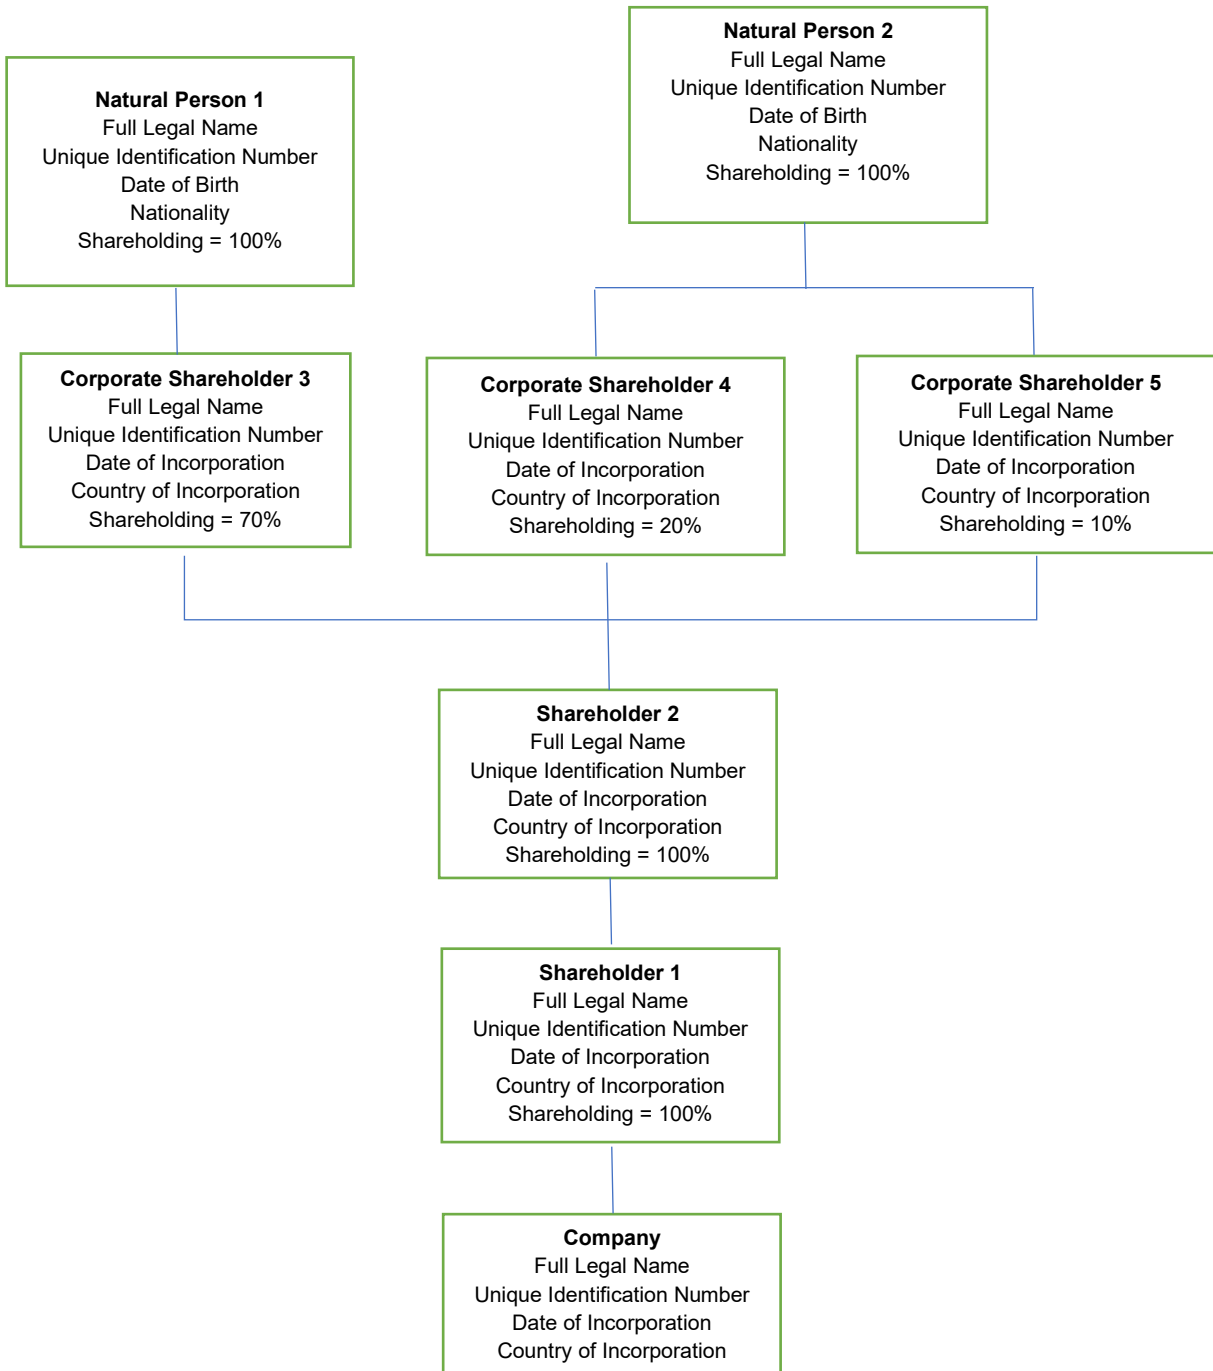 Natural Person 1
Full Legal Name
Unique Identification Number
Date of Birth
Nationality
Shareholding = 100%
Natural Person 2
Full Legal Name
Unique Identification Number
Date of Birth
Nationality
Shareholding = 100%
Corporate Shareholder 3
Full Legal Name
Unique Identification Number
Date of Incorporation
Country of Incorporation
Shareholding = 70%
Corporate Shareholder 4
Full Legal Name
Unique Identification Number
Date of Incorporation
Country of Incorporation
Shareholding = 20%
Corporate Shareholder 5
Full Legal Name
Unique Identification Number
Date of Incorporation
Country of Incorporation
Shareholding = 10%
Shareholder 2
Full Legal Name
Unique Identification Number
Date of Incorporation
Country of Incorporation
Shareholding = 100%
Shareholder 1
Full Legal Name
Unique Identification Number
Date of Incorporation
Country of Incorporation
Shareholding = 100%
Company
Full Legal Name
Unique Identification Number
Date of Incorporation
Country of Incorporation